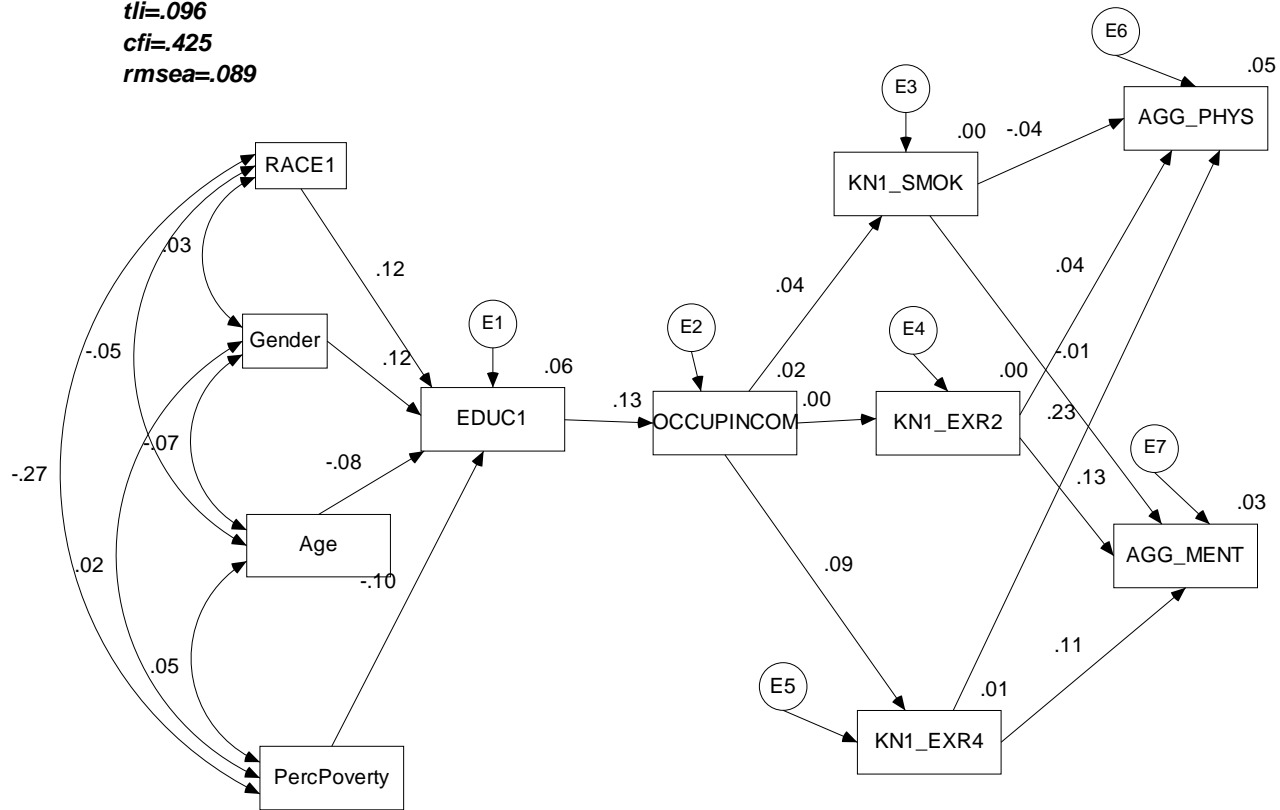 tli=.096
cfi=.425
rmsea=.089
E6
.05
AGG_PHYS
E3
.00
-.04
KN1_SMOK
RACE1
.03
.12
.04
.04
Gender
E1
E2
E4
-.05
.12
.06
-.01
.02
.00
EDUC1
.13
OCCUPINCOM
.00
KN1_EXR2
.23
-.07
-.08
E7
-.27
.13
.03
Age
AGG_MENT
.02
-.10
.09
.05
.11
E5
.01
KN1_EXR4
PercPoverty